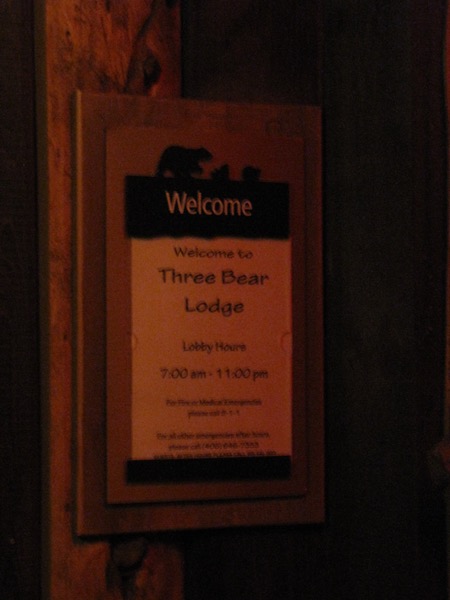 Welcome
Welcome to
Three Bear
Lodge
Lobby Hours
7:00 am - 11:00 pm
For Fire or Medical Emergencies
please call 9-1-1
For all other emergencies after hours,
please call (406) 646-7353